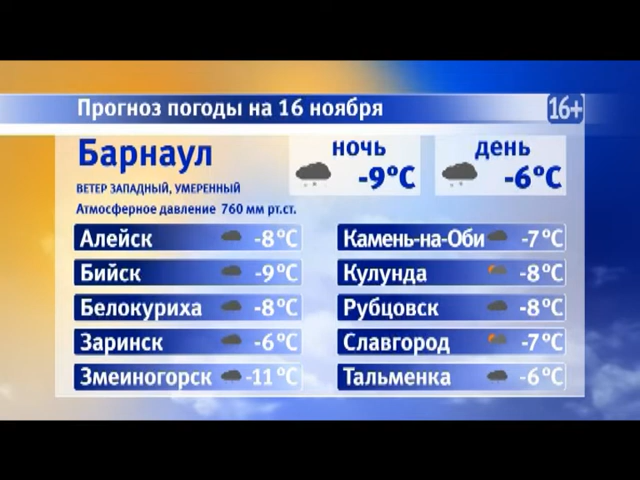 Прогноз погоды на 16 ноября
16+
Барнаул
ночь
-9°C
день
-6°C
ВЕТЕР ЗАПАДНЫЙ, УМЕРЕННЫЙ
Атмосферное давление 760 мм рт.ст.
Алейск -8°C
Бийск -9°C
Белокуриха -8°C
Заринск -6°C
Змеиногорск -11°C
Камень-на-Оби -7°C
Кулунда -8°C
Рубцовск -8°C
Славгород -7°C
Тальменка -6°C